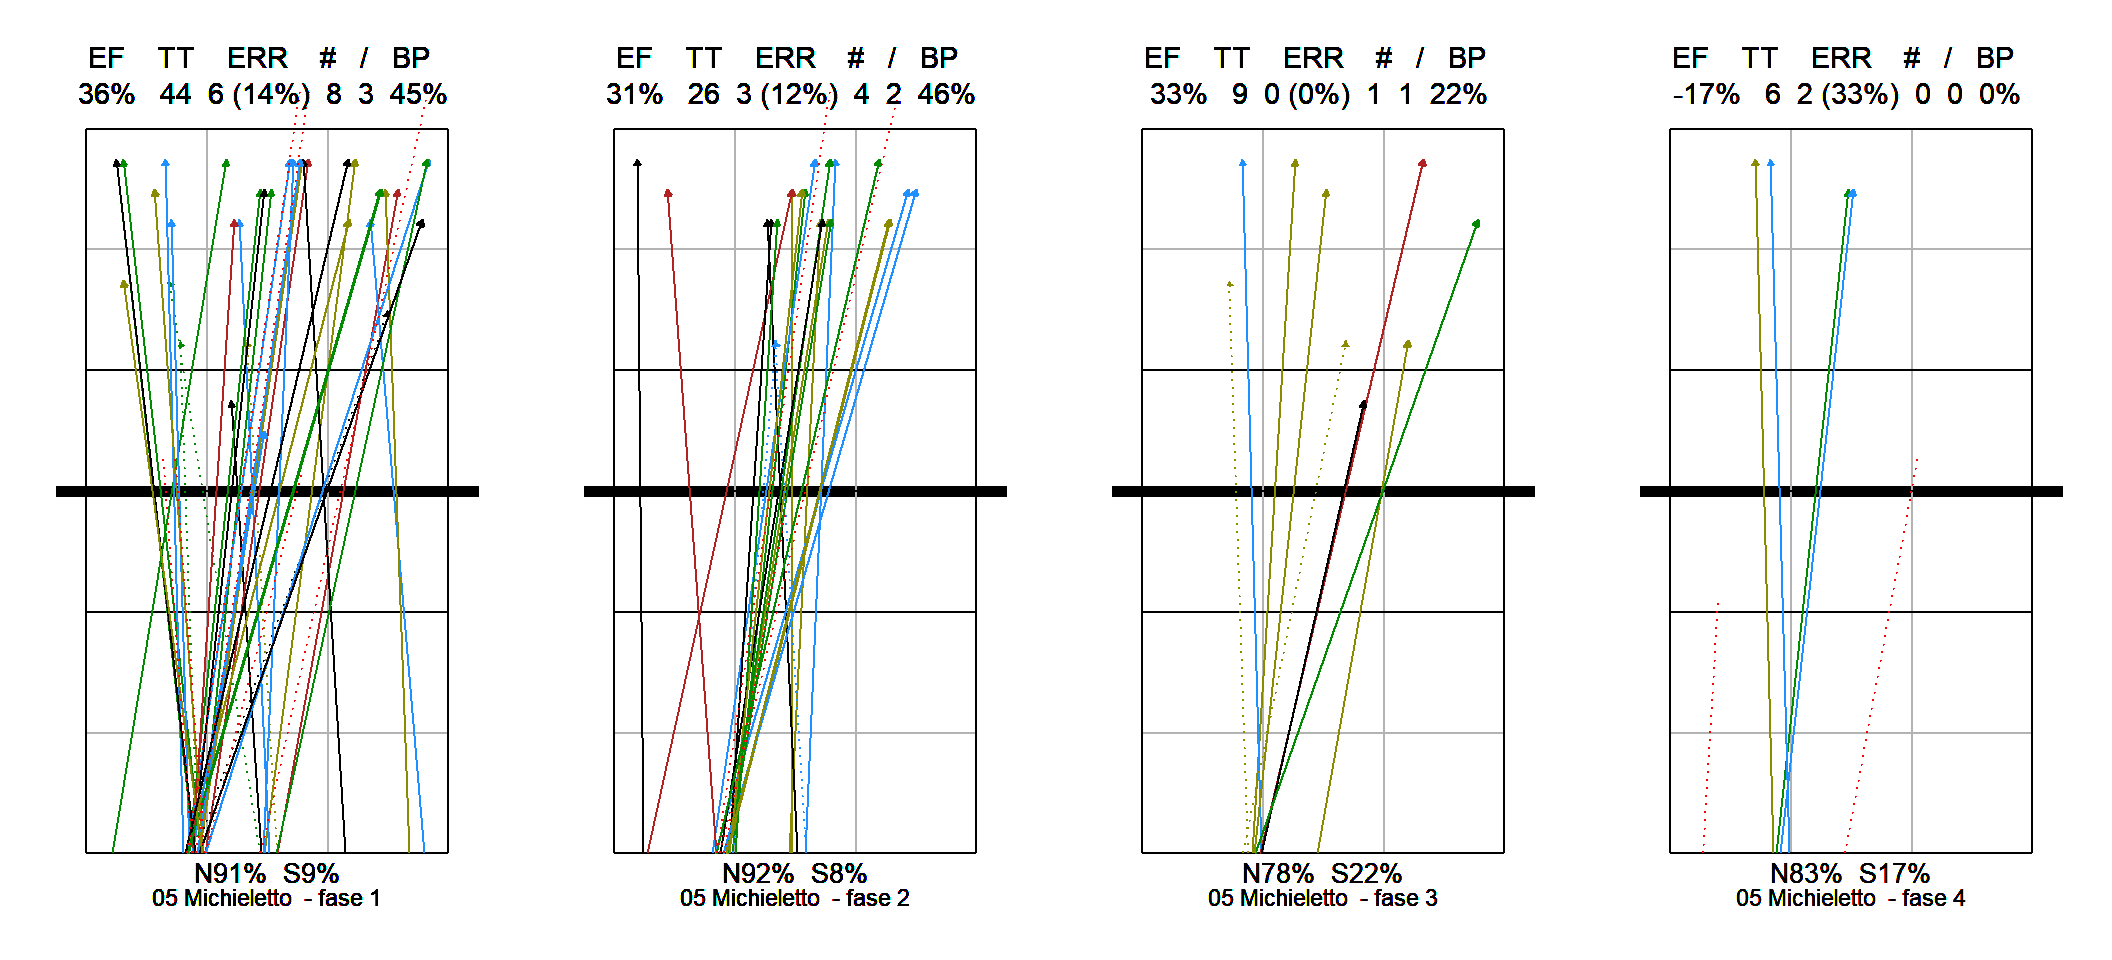 EF TT ERR # / BP
36% 44 6 (14%) 8 3 45%
N91% S9%
05 Michieletto - fase 1
EF TT ERR # / BP
31% 26 3 (12%) 4 2 46%
N92% S8%
05 Michieletto - fase 2
EF TT ERR # / BP
33% 9 0 (0%) 1 1 22%
N78% S22%
05 Michieletto - fase 3
EF TT ERR # / BP
-17% 6 2 (33%) 0 0 0%
N83% S17%
05 Michieletto - fase 4